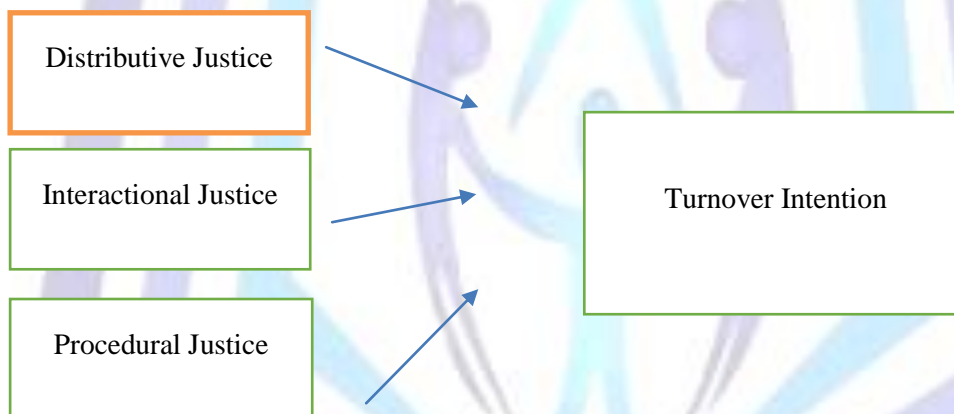 Distributive Justice
Interactional Justice
Turnover Intention
Procedural Justice